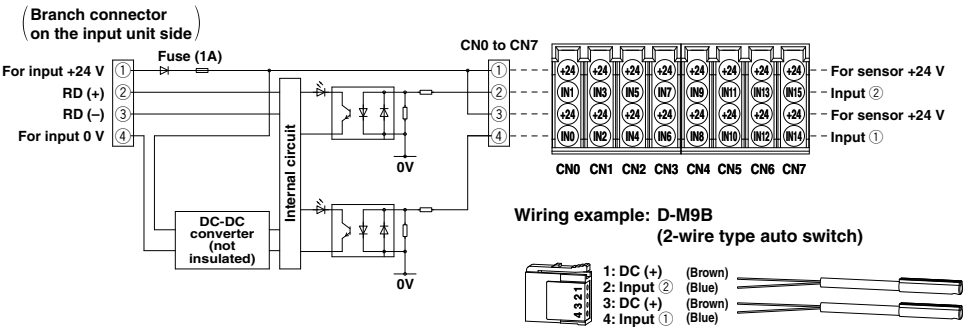 Branch connector
on the input unit side
Fuse (1A)
For input +24 V ①
RD (+) ②
RD (–) ③
For input 0 V ④
Internal circuit
0V
0V
DC-DC
converter
(not
insulated)
CN0 to CN7
①
②
③
④
+24 +24 +24 +24 +24 +24 +24 +24 For sensor +24 V
IN1 IN3 IN5 IN7 IN9 IN11 IN13 IN15 Input ②
+24 +24 +24 +24 +24 +24 +24 +24 For sensor +24 V
IN0 IN2 IN4 IN6 IN8 IN10 IN12 IN14 Input ①
CN0 CN1 CN2 CN3 CN4 CN5 CN6 CN7
Wiring example: D-M9B
(2-wire type auto switch)
4 3 2 1
1: DC (+) (Brown)
2: Input ② (Blue)
3: DC (+) (Brown)
4: Input ① (Blue)